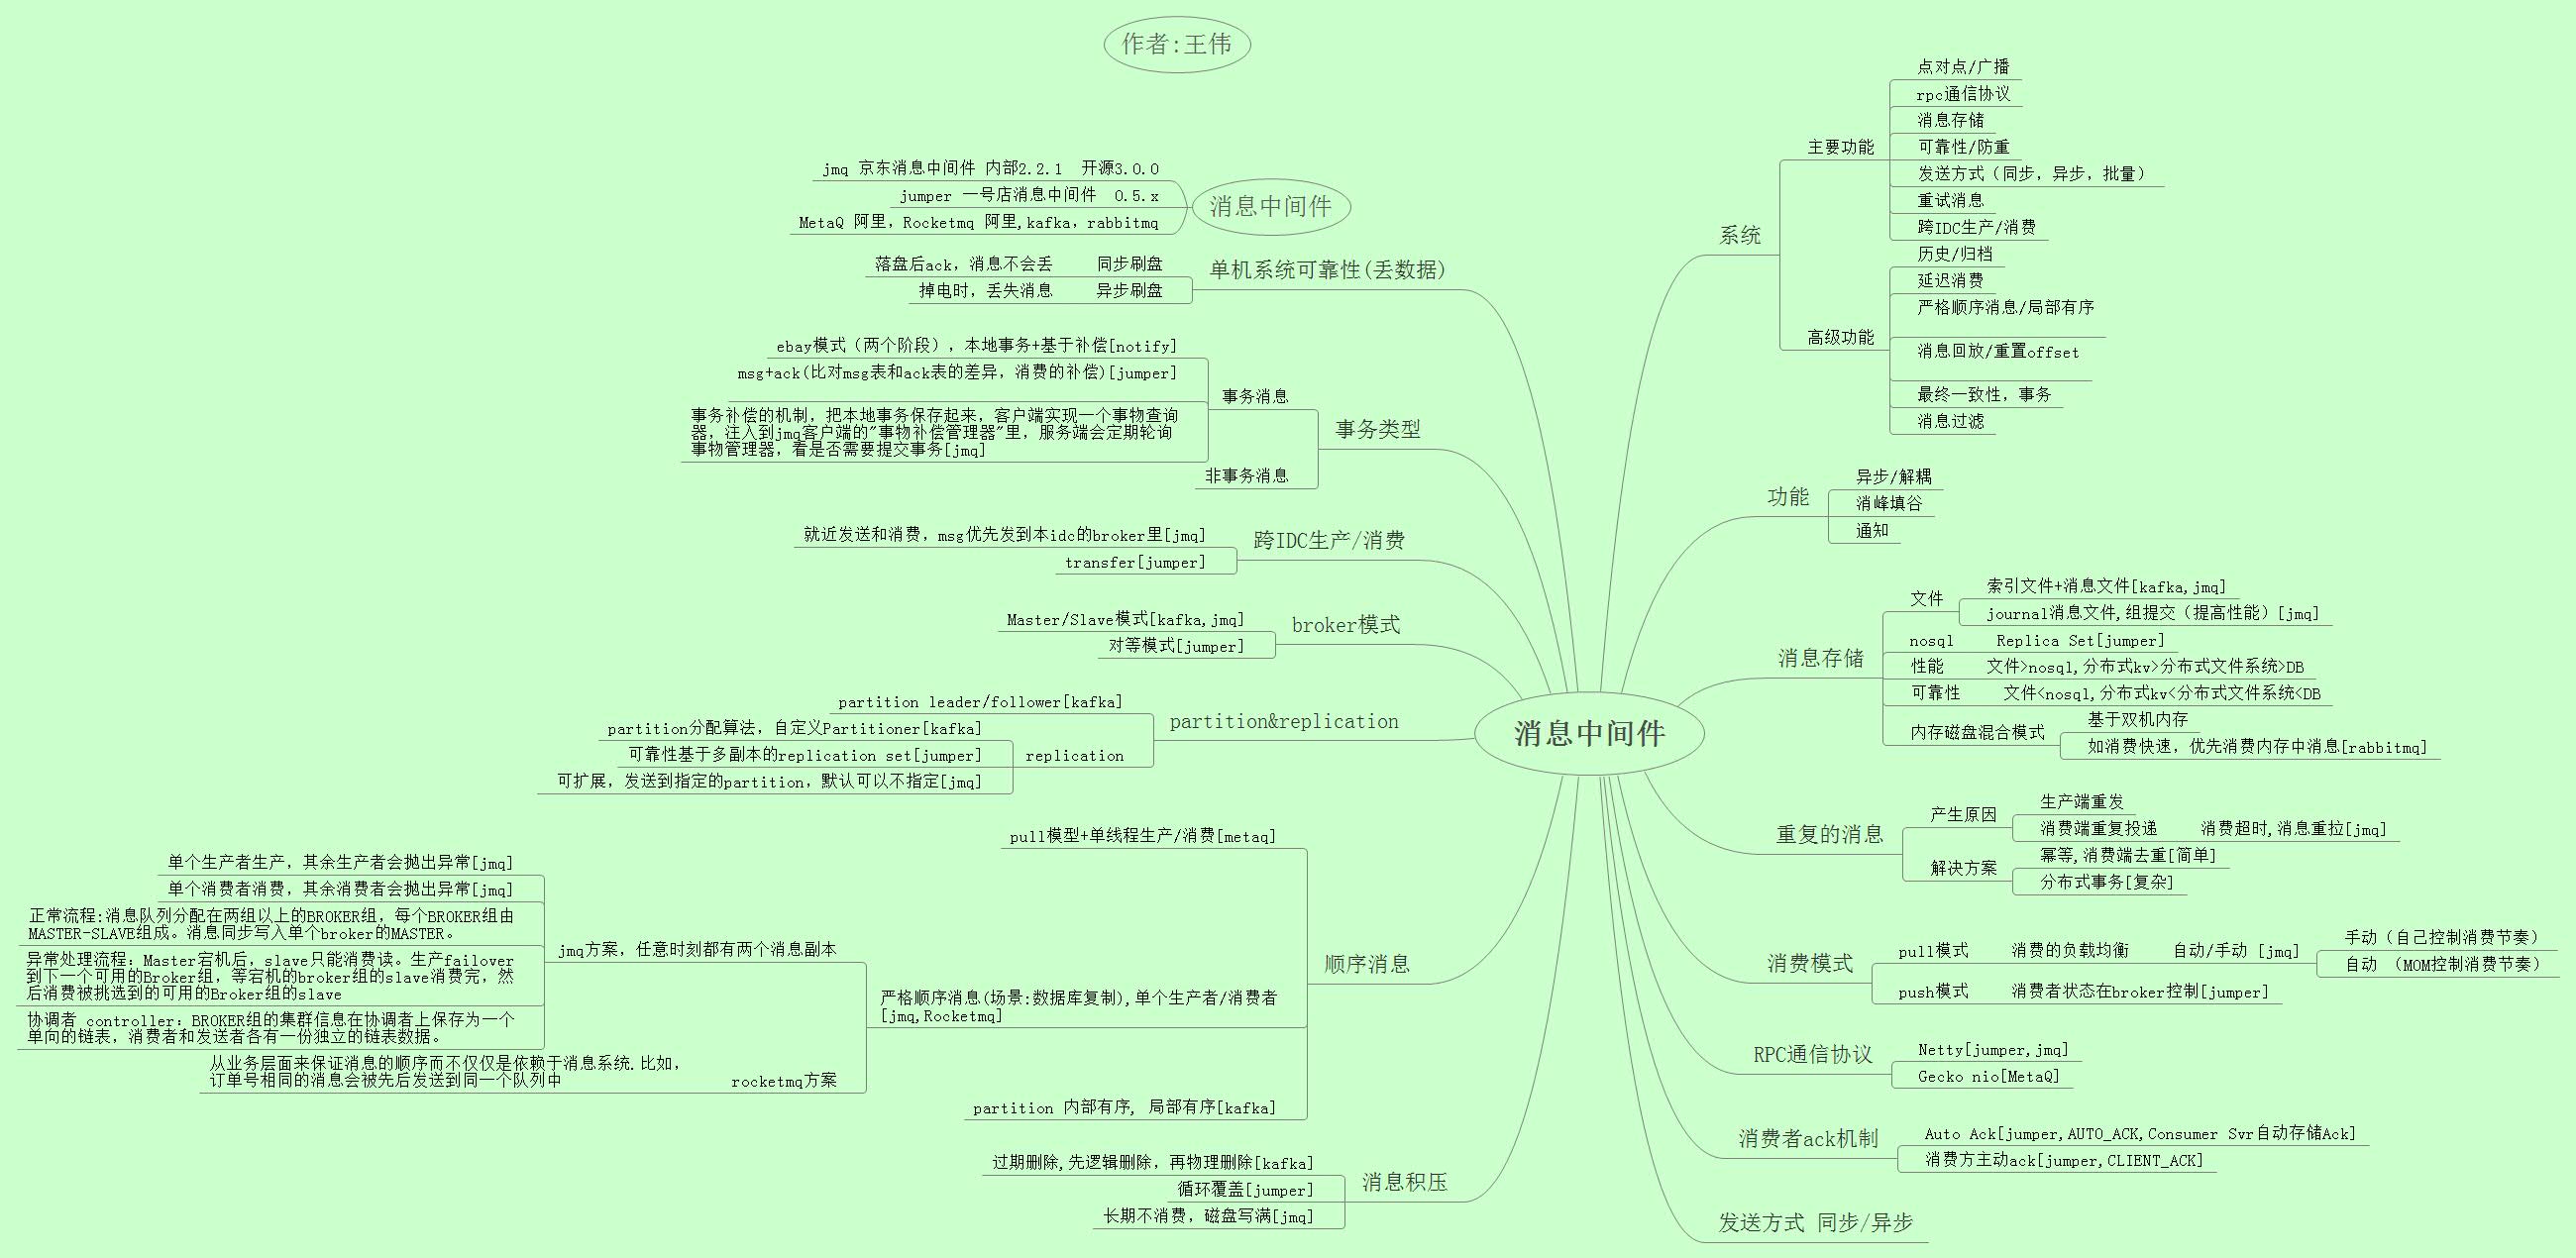 作者:王伟
消息中间件
jmq 京东消息中间件 内部2.2.1 开源3.0.0
jumper 一号店消息中间件 0.5.x
MetaQ 阿里，Rocketmq 阿里,kafka，rabbitmq
消息中间件
单机系统可靠性(丢数据)
同步刷盘
落盘后ack，消息不会丢
异步刷盘
掉电时，丢失消息
事务类型
事务消息
ebay模式（两个阶段），本地事务+基于补偿[notify]
msg+ack(比对msg表和ack表的差异，消费的补偿)[jumper]
事务补偿的机制，把本地事务保存起来，客户端实现一个事物查询
器，注入到jmq客户端的"事物补偿管理器"里，服务端会定期轮询
事物管理器，看是否需要提交事务[jmq]
非事务消息
跨IDC生产/消费
就近发送和消费，msg优先发到本idc的broker里[jmq]
transfer[jumper]
broker模式
Master/Slave模式[kafka,jmq]
对等模式[jumper]
partition&replication
partition leader/follower[kafka]
replication
partition分配算法，自定义Partitioner[kafka]
可靠性基于多副本的replication set[jumper]
可扩展，发送到指定的partition，默认可以不指定[jmq]
顺序消息
pull模型+单线程生产/消费[metaq]
严格顺序消息(场景:数据库复制),单个生产者/消费者
[jmq,Rocketmq]
jmq方案，任意时刻都有两个消息副本
单个生产者生产，其余生产者会抛出异常[jmq]
单个消费者消费，其余消费者会抛出异常[jmq]
正常流程:消息队列分配在两组以上的BROKER组，每个BROKER组由
MASTER-SLAVE组成。消息同步写入单个broker的MASTER。
异常处理流程：Master宕机后，slave只能消费读。生产failover
到下一个可用的Broker组，等宕机的broker组的slave消费完，然
后消费被挑选到的可用的Broker组的slave
协调者 controller：BROKER组的集群信息在协调者上保存为一个
单向的链表，消费者和发送者各有一份独立的链表数据。
rocketmq方案
从业务层面来保证消息的顺序而不仅仅是依赖于消息系统.比如，
订单号相同的消息会被先后发送到同一个队列中
partition 内部有序, 局部有序[kafka]
消息积压
过期删除,先逻辑删除，再物理删除[kafka]
循环覆盖[jumper]
长期不消费，磁盘写满[jmq]
系统
主要功能
点对点/广播
rpc通信协议
消息存储
可靠性/防重
发送方式（同步，异步，批量）
重试消息
跨IDC生产/消费
高级功能
历史/归档
延迟消费
严格顺序消息/局部有序
消息回放/重置offset
最终一致性，事务
消息过滤
功能
异步/解耦
消峰填谷
通知
消息存储
文件
索引文件+消息文件[kafka,jmq]
journal消息文件,组提交（提高性能）[jmq]
nosql
Replica Set[jumper]
性能
文件>nosql,分布式kv>分布式文件系统>DB
可靠性
文件<nosql,分布式kv<分布式文件系统<DB
内存磁盘混合模式
基于双机内存
如消费快速，优先消费内存中消息[rabbitmq]
重复的消息
产生原因
生产端重发
消费端重复投递
消费超时,消息重拉[jmq]
解决方案
幂等,消费端去重[简单]
分布式事务[复杂]
消费模式
pull模式
消费的负载均衡
自动/手动 [jmq]
手动（自己控制消费节奏）
自动 （MOM控制消费节奏）
push模式
消费者状态在broker控制[jumper]
RPC通信协议
Netty[jumper,jmq]
Gecko nio[MetaQ]
消费者ack机制
Auto Ack[jumper,AUTO_ACK,Consumer Svr自动存储Ack]
消费方主动ack[jumper,CLIENT_ACK]
发送方式 同步/异步